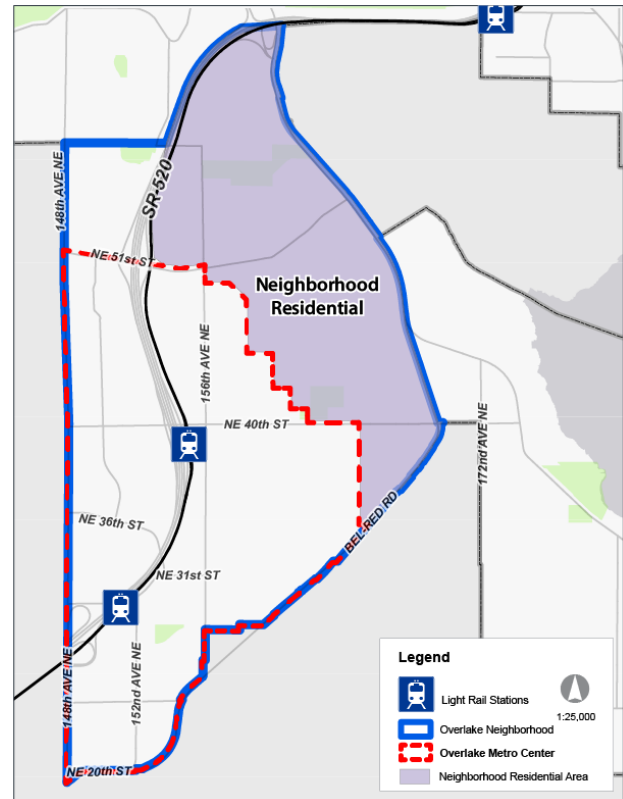 148th AVE NE
SR-520
NE 51st ST
Neighborhood
Residential
156th AVE NE
NE 40th ST
172nd AVE NE
BEL-RED RD
NE 36th ST
NE 31st ST
148th AVE NE
152nd AVE NE
NE 20th ST
Legend
Light Rail Stations
1:25,000
Overlake Neighborhood
Overlake Metro Center
Neighborhood Residential Area